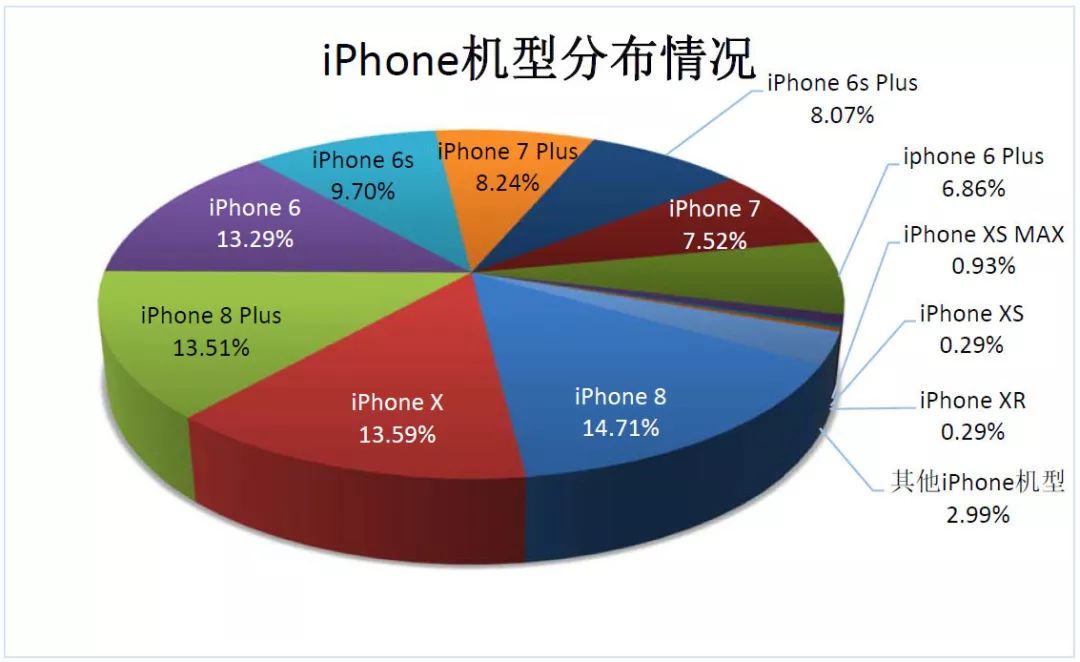 iPhone机型分布情况
iPhone 6s Plus
8.07%
iPhone 7 Plus
8.24%
iPhone 6s
9.70%
iphone 6 Plus
6.86%
iPhone 6
13.29%
iPhone 7
7.52%
iPhone XS MAX
0.93%
iPhone 8 Plus
13.51%
iPhone XS
0.29%
iPhone X
13.59%
iPhone 8
14.71%
iPhone XR
0.29%
其他iPhone机型
2.99%